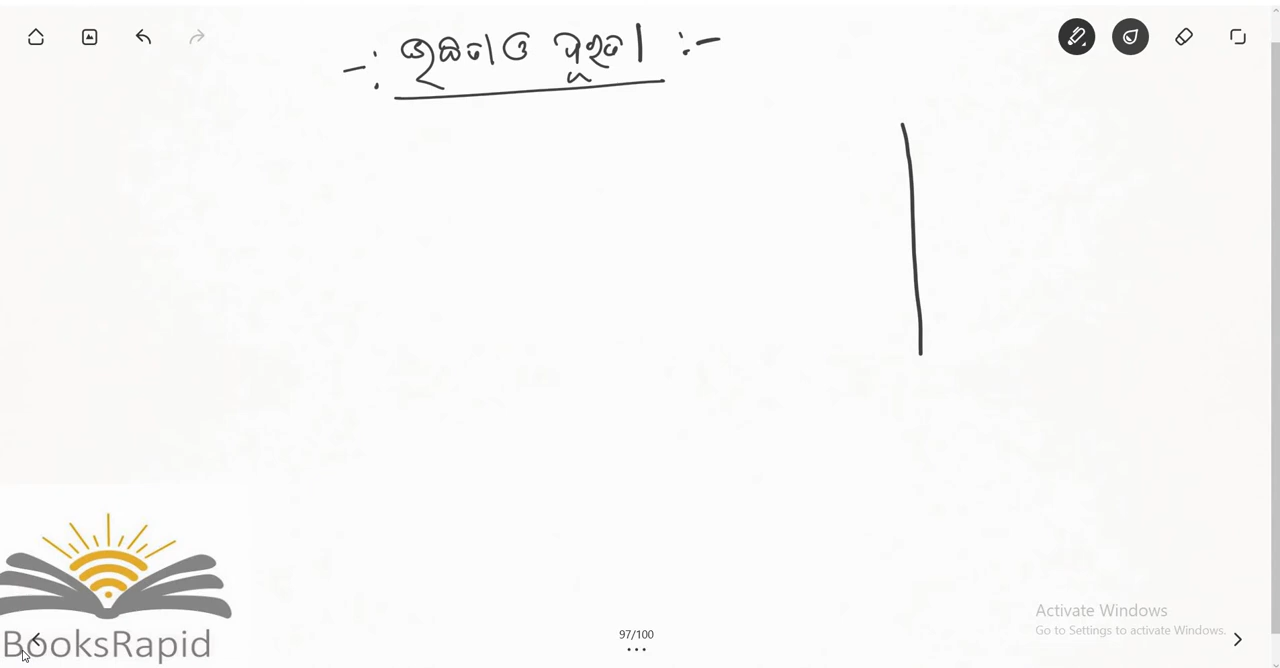 -: ଓ :-
BooksRapid
97/100
Activate Windows
Go to Settings to activate Windows.